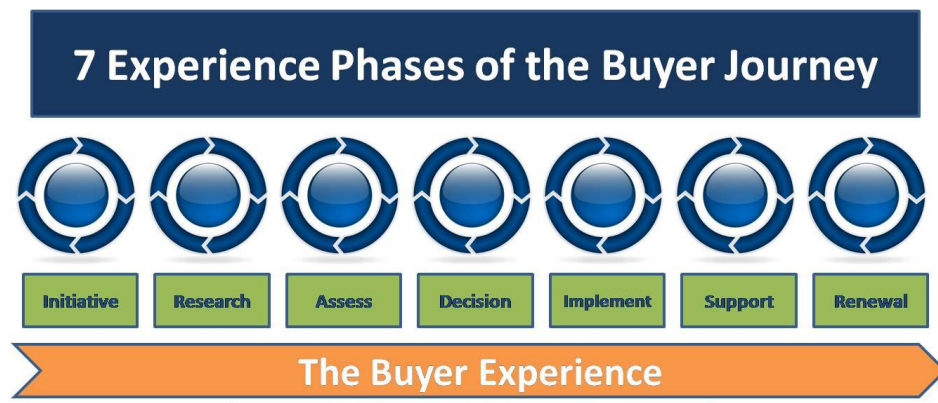 7 Experience Phases of the Buyer Journey
Initiative
Research
Assess
Decision
Implement
Support
Renewal
The Buyer Experience